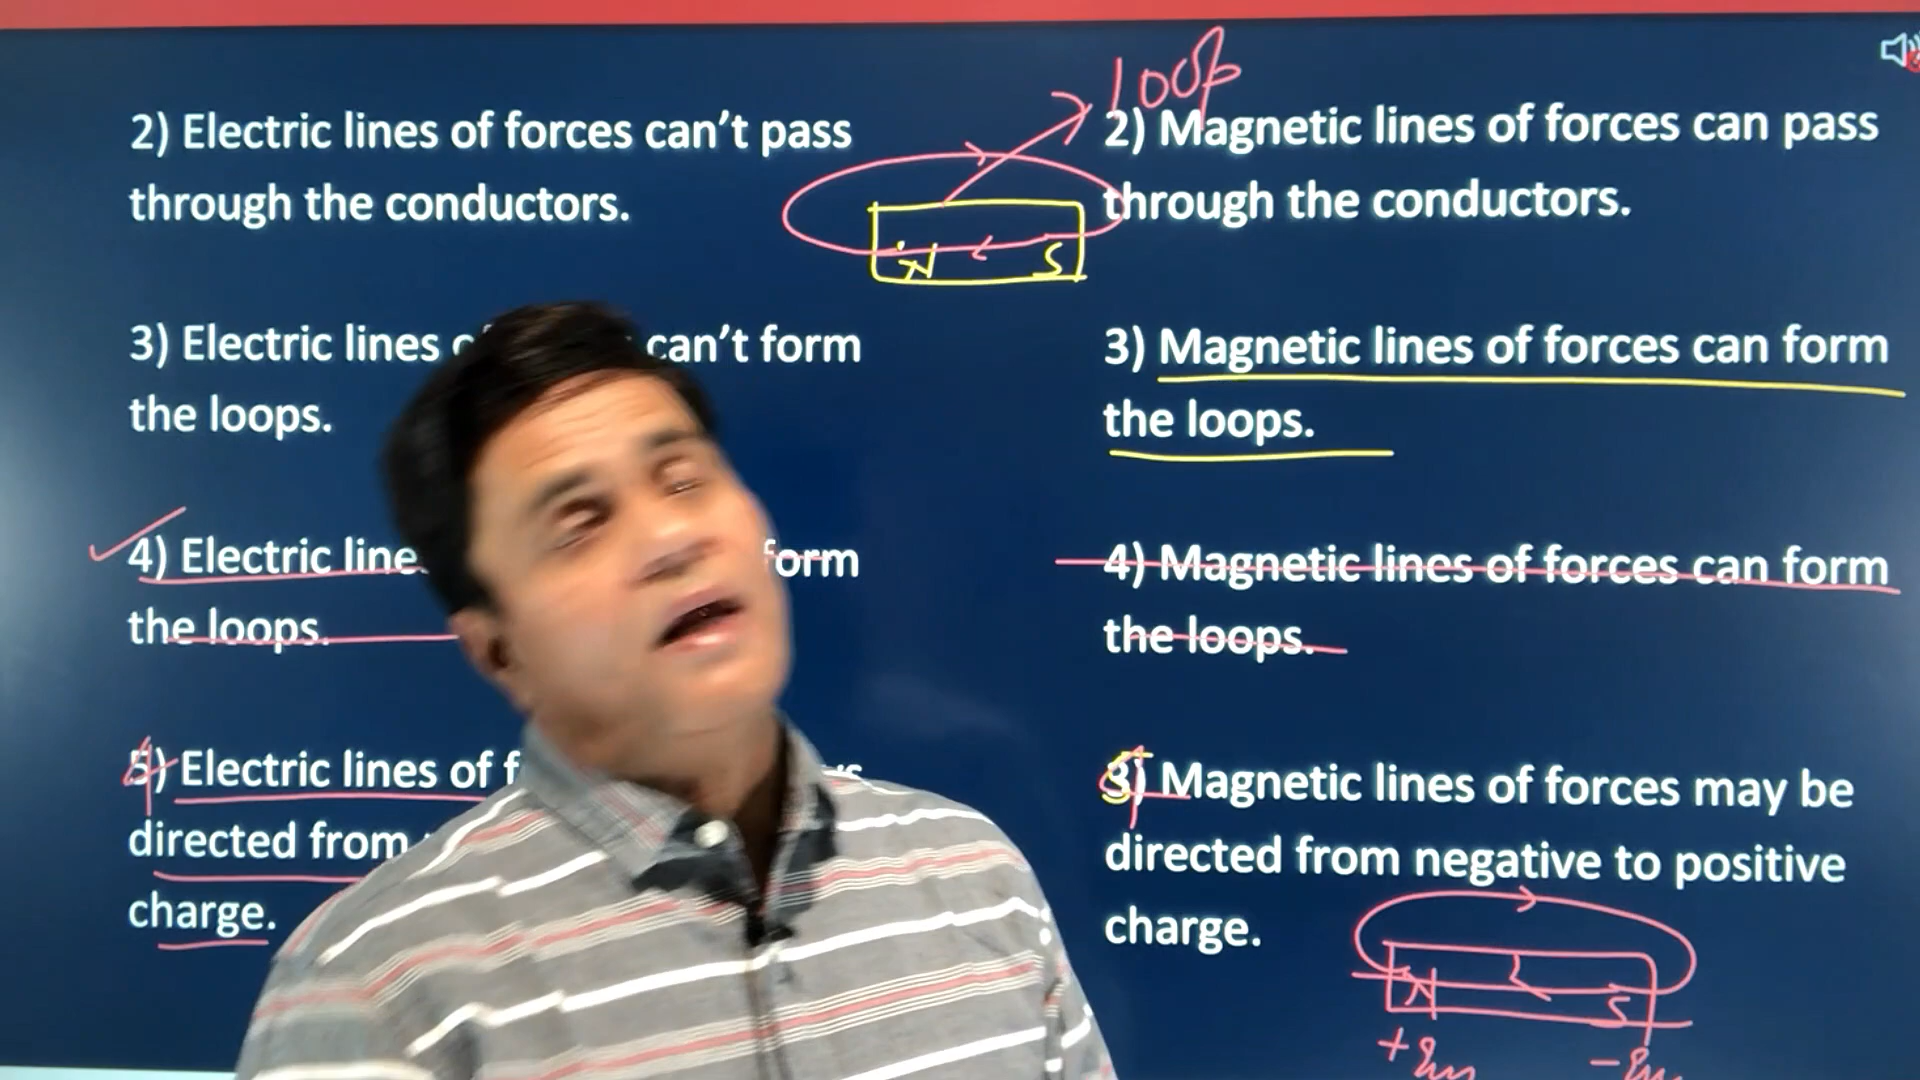 loop
2) Electric lines of forces can't pass
through the conductors.
2) Magnetic lines of forces can pass
through the conductors.
N S
3) Electric lines can't form
the loops.
3) Magnetic lines of forces can form
the loops.
4) Electric form
the loops.
4) Magnetic lines of forces can form
the loops.
4) Electric lines of
directed from
charge.
4) Magnetic lines of forces may be
directed from negative to positive
charge.
N S